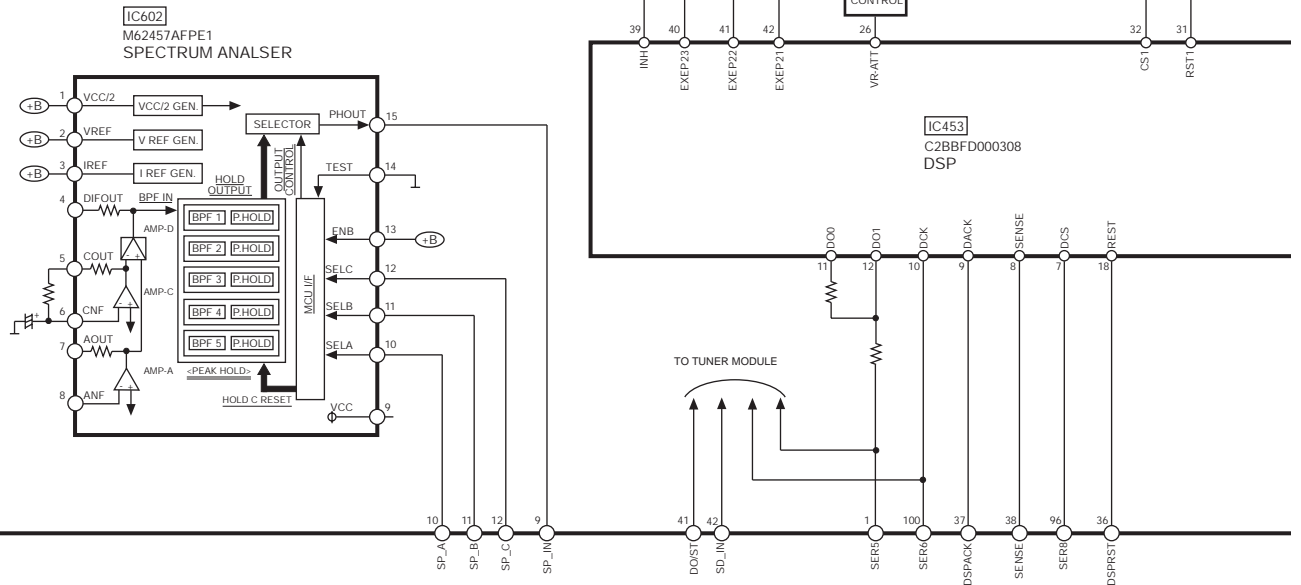 IC602
M62457AFPE1
SPECTRUM ANALSER
1
+B
VCC/2
VCC/2 GEN.
2
+B
VREF
V REF GEN.
3
+B
IREF
I REF GEN.
SELECTOR
PHOUT
15
TEST
14
4
DIFOUT
BPF IN
HOLD
OUTPUT
OUTPUT
CONTROL
AMP-D
BPF 1
P.HOLD
BPF 2
P.HOLD
BPF 3
P.HOLD
BPF 4
P.HOLD
BPF 5
P.HOLD
MCU I/F
ENB
13
+B
5
COUT
AMP-C
SELC
12
6
CNF
SELB
11
7
AOUT
AMP-A
SELA
10
8
ANF
<PEAK HOLD>
HOLD C RESET
VCC
9
- +
- +
- +
+
CONTROL
39
40
41
42
26
32
31
INH
EXEP23
EXEP22
EXEP21
VR-ATT
CS1
RST1
IC453
C2BBFD000308
DSP
DO0
DO1
DCK
DACK
SENSE
DCS
REST
11
12
10
9
8
7
18
TO TUNER MODULE
10
11
12
9
41
42
1
100
37
38
96
36
SP_A
SP_B
SP_C
SP_IN
DO/ST
SD_IN
SER5
SER6
DSPACK
SENSE
SER8
DSPRST